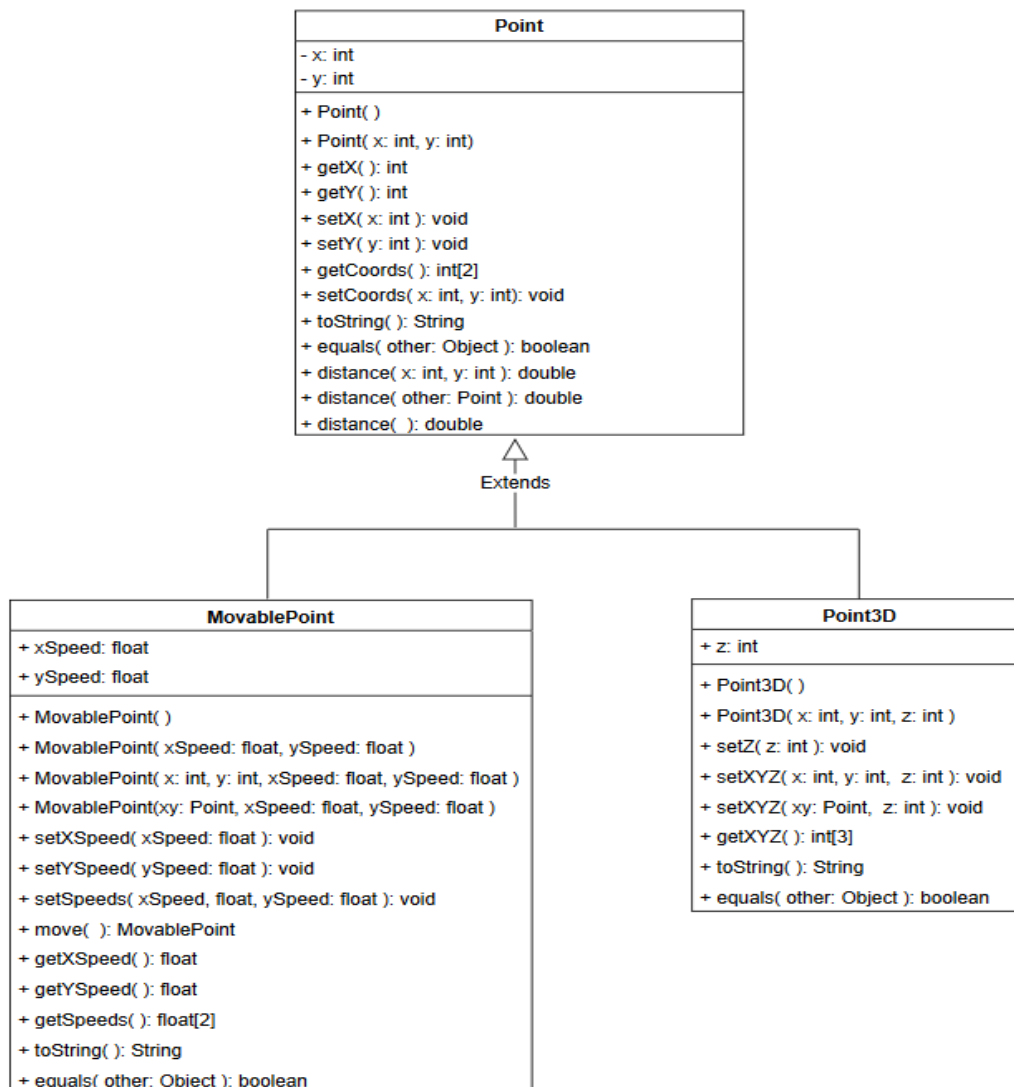 Point
- x: int
- y: int
+ Point( )
+ Point( x: int, y: int)
+ getX( ): int
+ getY( ): int
+ setX( x: int ): void
+ setY( y: int ): void
+ getCoords( ): int[2]
+ setCoords( x: int, y: int): void
+ toString( ): String
+ equals( other: Object ): boolean
+ distance( x: int, y: int ): double
+ distance( other: Point ): double
+ distance(  ): double
Extends
MovablePoint
+ xSpeed: float
+ ySpeed: float
+ MovablePoint( )
+ MovablePoint( xSpeed: float, ySpeed: float )
+ MovablePoint( x: int, y: int, xSpeed: float, ySpeed: float )
+ MovablePoint(xy: Point, xSpeed: float, ySpeed: float )
+ setXSpeed( xSpeed: float ): void
+ setYSpeed( ySpeed: float ): void
+ setSpeeds( xSpeed, float, ySpeed: float ): void
+ move(  ): MovablePoint
+ getXSpeed( ): float
+ getYSpeed( ): float
+ getSpeeds( ): float[2]
+ toString( ): String
+ equals( other: Object ): boolean
Point3D
+ z: int
+ Point3D( )
+ Point3D( x: int, y: int, z: int )
+ setZ( z: int ): void
+ setXYZ( x: int, y: int,  z: int ): void
+ setXYZ( xy: Point,  z: int ): void
+ getXYZ( ): int[3]
+ toString( ): String
+ equals( other: Object ): boolean